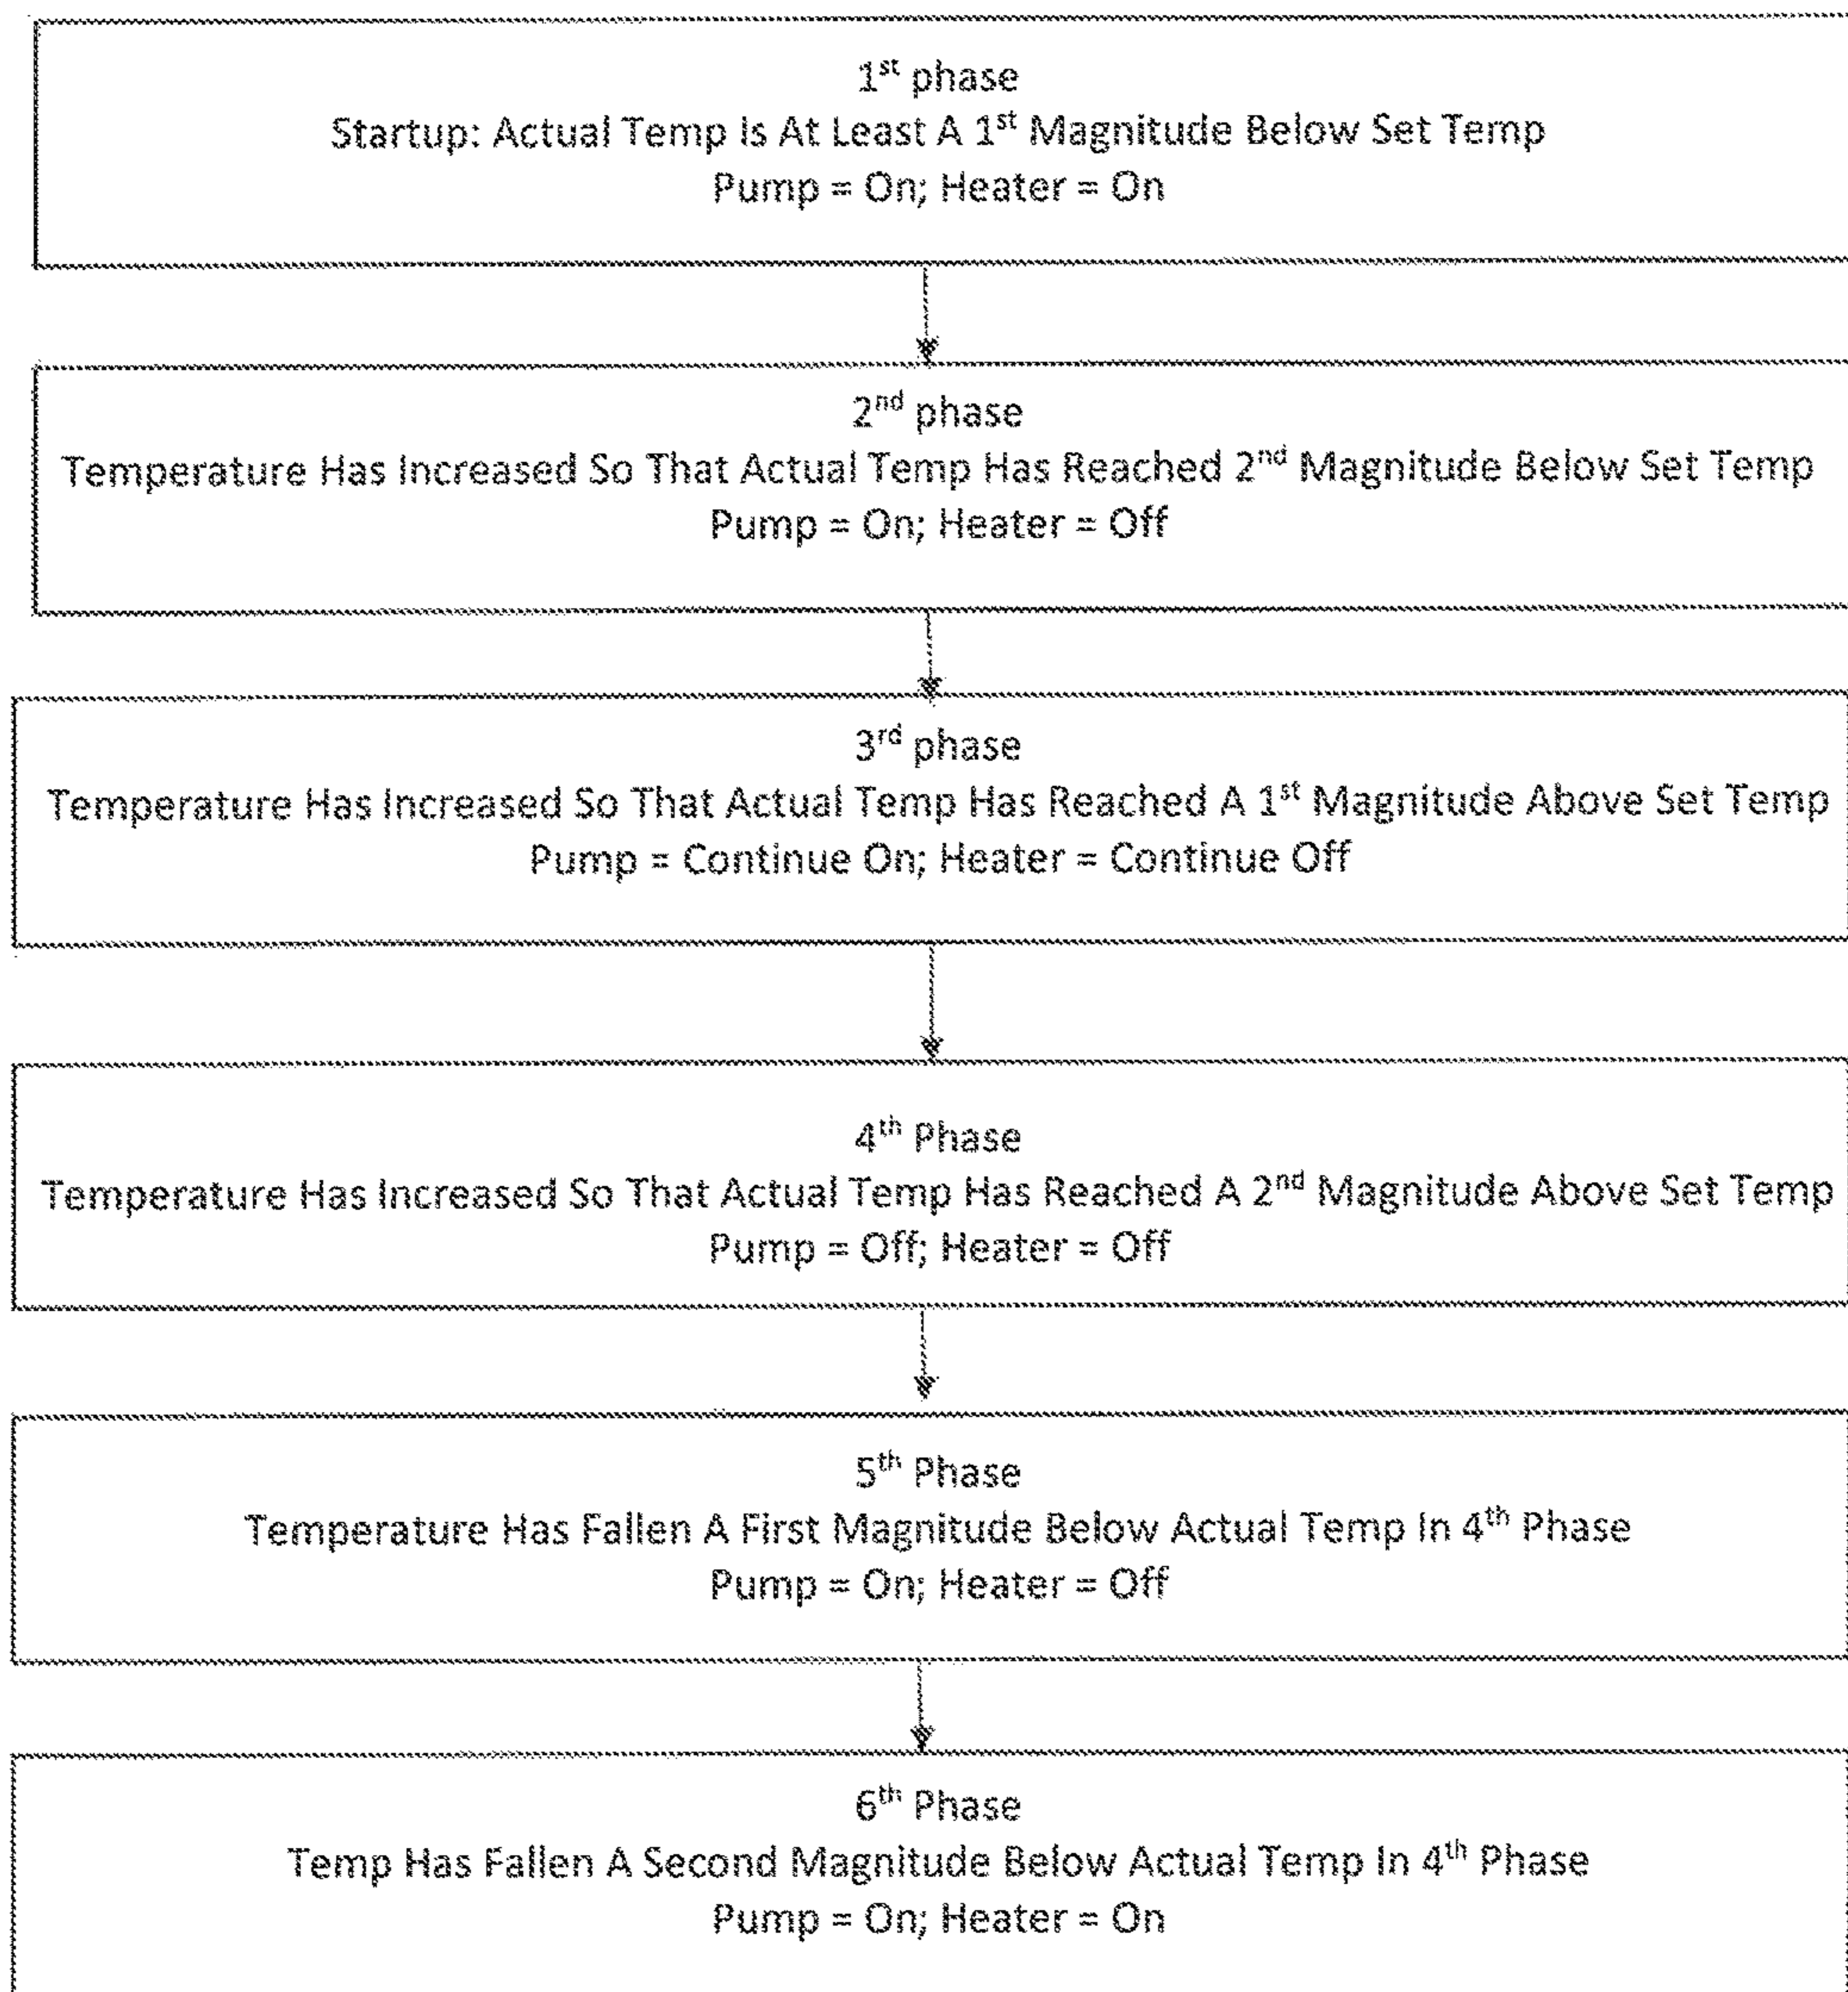 1st phase
Startup: Actual Temp Is At Least A 1st Magnitude Below Set Temp
Pump = On; Heater = On
2nd phase
Temperature Has Increased So That Actual Temp Has Reached 2nd Magnitude Below Set Temp
Pump = On; Heater = Off
3rd phase
Temperature Has Increased So That Actual Temp Has Reached A 1st Magnitude Above Set Temp
Pump = Continue On; Heater = Continue Off
4th Phase
Temperature Has Increased So That Actual Temp Has Reached A 2nd Magnitude Above Set Temp
Pump = Off; Heater = Off
5th Phase
Temperature Has Fallen A First Magnitude Below Actual Temp In 4th Phase
Pump = On; Heater = Off
6th Phase
Temp Has Fallen A Second Magnitude Below Actual Temp In 4th Phase
Pump = On; Heater = On